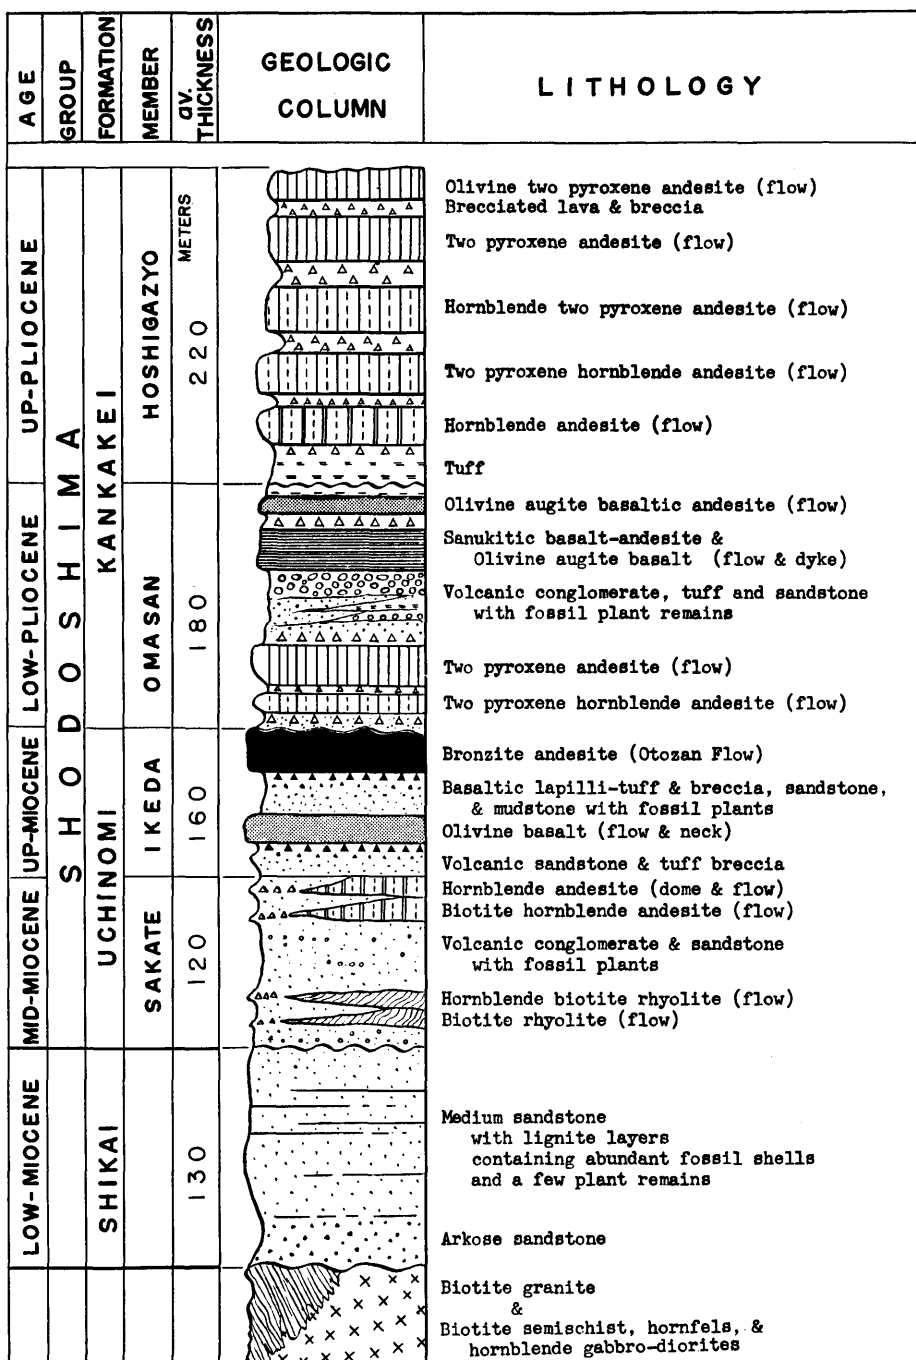 AGE
GROUP
FORMATION
MEMBER
av. THICKNESS
GEOLOGIC
COLUMN
LITHOLOGY
UP-PLIOCENE
LOW-PLIOCENE
UP-MIOCENE
MID-MIOCENE
LOW-MIOCENE
SHODOSHIMA
KANKAKEI
UCHINOMI
SHIKAI
HOSHIGAZYO
OMASAN
IKEDA
SAKATE
METERS
220
180
160
120
130
Olivine two pyroxene andesite (flow)
Brecciated lava & breccia
Two pyroxene andesite (flow)
Hornblende two pyroxene andesite (flow)
Two pyroxene hornblende andesite (flow)
Hornblende andesite (flow)
Tuff
Olivine augite basaltic andesite (flow)
Sanukitic basalt-andesite &
Olivine augite basalt (flow & dyke)
Volcanic conglomerate, tuff and sandstone
with fossil plant remains
Two pyroxene andesite (flow)
Two pyroxene hornblende andesite (flow)
Bronzite andesite (Otozan Flow)
Basaltic lapilli-tuff & breccia, sandstone,
& mudstone with fossil plants
Olivine basalt (flow & neck)
Volcanic sandstone & tuff breccia
Hornblende andesite (dome & flow)
Biotite hornblende andesite (flow)
Volcanic conglomerate & sandstone
with fossil plants
Hornblende biotite rhyolite (flow)
Biotite rhyolite (flow)
Medium sandstone
with lignite layers
containing abundant fossil shells
and a few plant remains
Arkose sandstone
Biotite granite
&
Biotite semischist, hornfels, &
hornblende gabbro-diorites